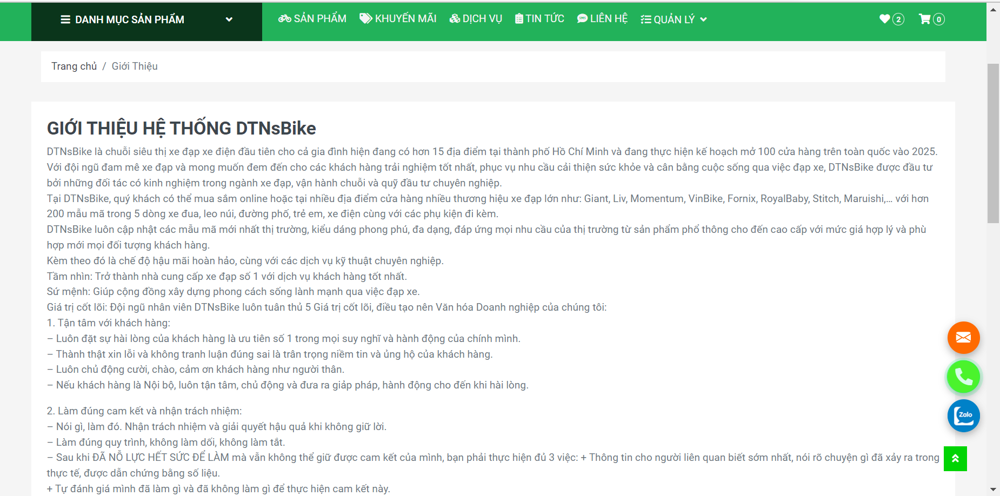 DANH MỤC SẢN PHẨM
SẢN PHẨM
KHUYẾN MÃI
DỊCH VỤ
TIN TỨC
SMS LIÊN HỆ
QUẢN LÝ
2
0
Trang chủ / Giới Thiệu
GIỚI THIỆU HỆ THỐNG DTNsBike
DTNsBike là chuỗi siêu thị xe đạp xe điện đầu tiên cho cả gia đình hiện đang có hơn 15 địa điểm tại thành phố Hồ Chí Minh và đang thực hiện kế hoạch mở 100 cửa hàng trên toàn quốc vào 2025.
Với đội ngũ đam mê xe đạp và mong muốn đem đến cho các khách hàng trải nghiệm tốt nhất, phục vụ nhu cầu cải thiện sức khỏe và cân bằng cuộc sống qua việc đạp xe, DTNsBike được đầu tư
bởi những đối tác có kinh nghiệm trong ngành xe đạp, vận hành chuỗi và quỹ đầu tư chuyên nghiệp.
Tại DTNsBike, quý khách có thể mua sắm online hoặc tại nhiều địa điểm cửa hàng nhiều thương hiệu xe đạp lớn như: Giant, Liv, Momentum, VinBike, Fornix, RoyalBaby, Stitch, Maruishi,... với hơn
200 mẫu mã trong 5 dòng xe đua, leo núi, đường phố, trẻ em, xe điện cùng với các phụ kiện đi kèm.
DTNsBike luôn cập nhật các mẫu mã mới nhất thị trường, kiểu dáng phong phú, đa dạng, đáp ứng mọi nhu cầu của thị trường từ sản phẩm phổ thông cho đến cao cấp với mức giá hợp lý và phù
hợp mới mọi đối tượng khách hàng.
Kèm theo đó là chế độ hậu mãi hoàn hảo, cùng với các dịch vụ kỹ thuật chuyên nghiệp.
Tầm nhìn: Trở thành nhà cung cấp xe đạp số 1 với dịch vụ khách hàng tốt nhất.
Sứ mệnh: Giúp cộng đồng xây dựng phong cách sống lành mạnh qua việc đạp xe.
Giá trị cốt lõi: Đội ngũ nhân viên DTNsBike luôn tuân thủ 5 Giá trị cốt lõi, điều tạo nên Văn hóa Doanh nghiệp của chúng tôi:
1. Tận tâm với khách hàng:
– Luôn đặt sự hài lòng của khách hàng là ưu tiên số 1 trong mọi suy nghĩ và hành động của chính mình.
– Thành thật xin lỗi và không tranh luận đúng sai là trân trọng niềm tin và ủng hộ của khách hàng.
– Luôn chủ động cười, chào, cảm ơn khách hàng như người thân.
– Nếu khách hàng là Nội bộ, luôn tận tâm, chủ động và đưa ra giáp pháp, hành động cho đến khi hài lòng.
2. Làm đúng cam kết và nhận trách nhiệm:
– Nói gì, làm đó. Nhận trách nhiệm và giải quyết hậu quả khi không giữ lời.
– Làm đúng quy trình, không làm dối, không làm tắt.
– Sau khi ĐÃ NỖ LỰC HẾT SỨC ĐỂ LÀM mà vẫn không thể giữ được cam kết của mình, bạn phải thực hiện đủ 3 việc: + Thông tin cho người liên quan biết sớm nhất, nói rõ chuyện gì đã xảy ra trong
thực tế, được dẫn chứng bằng số liệu.
+ Tự đánh giá mình đã làm gì và đã không làm gì để thực hiện cam kết này.
Zalo